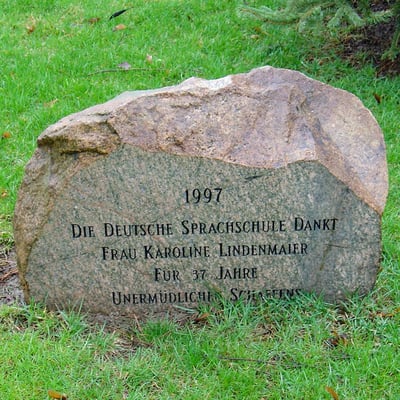 1997
Die Deutsche Sprachschule Dankt
Frau Karoline Lindenmaier
Für 37 Jahre
Unermüdlichen Schaffens